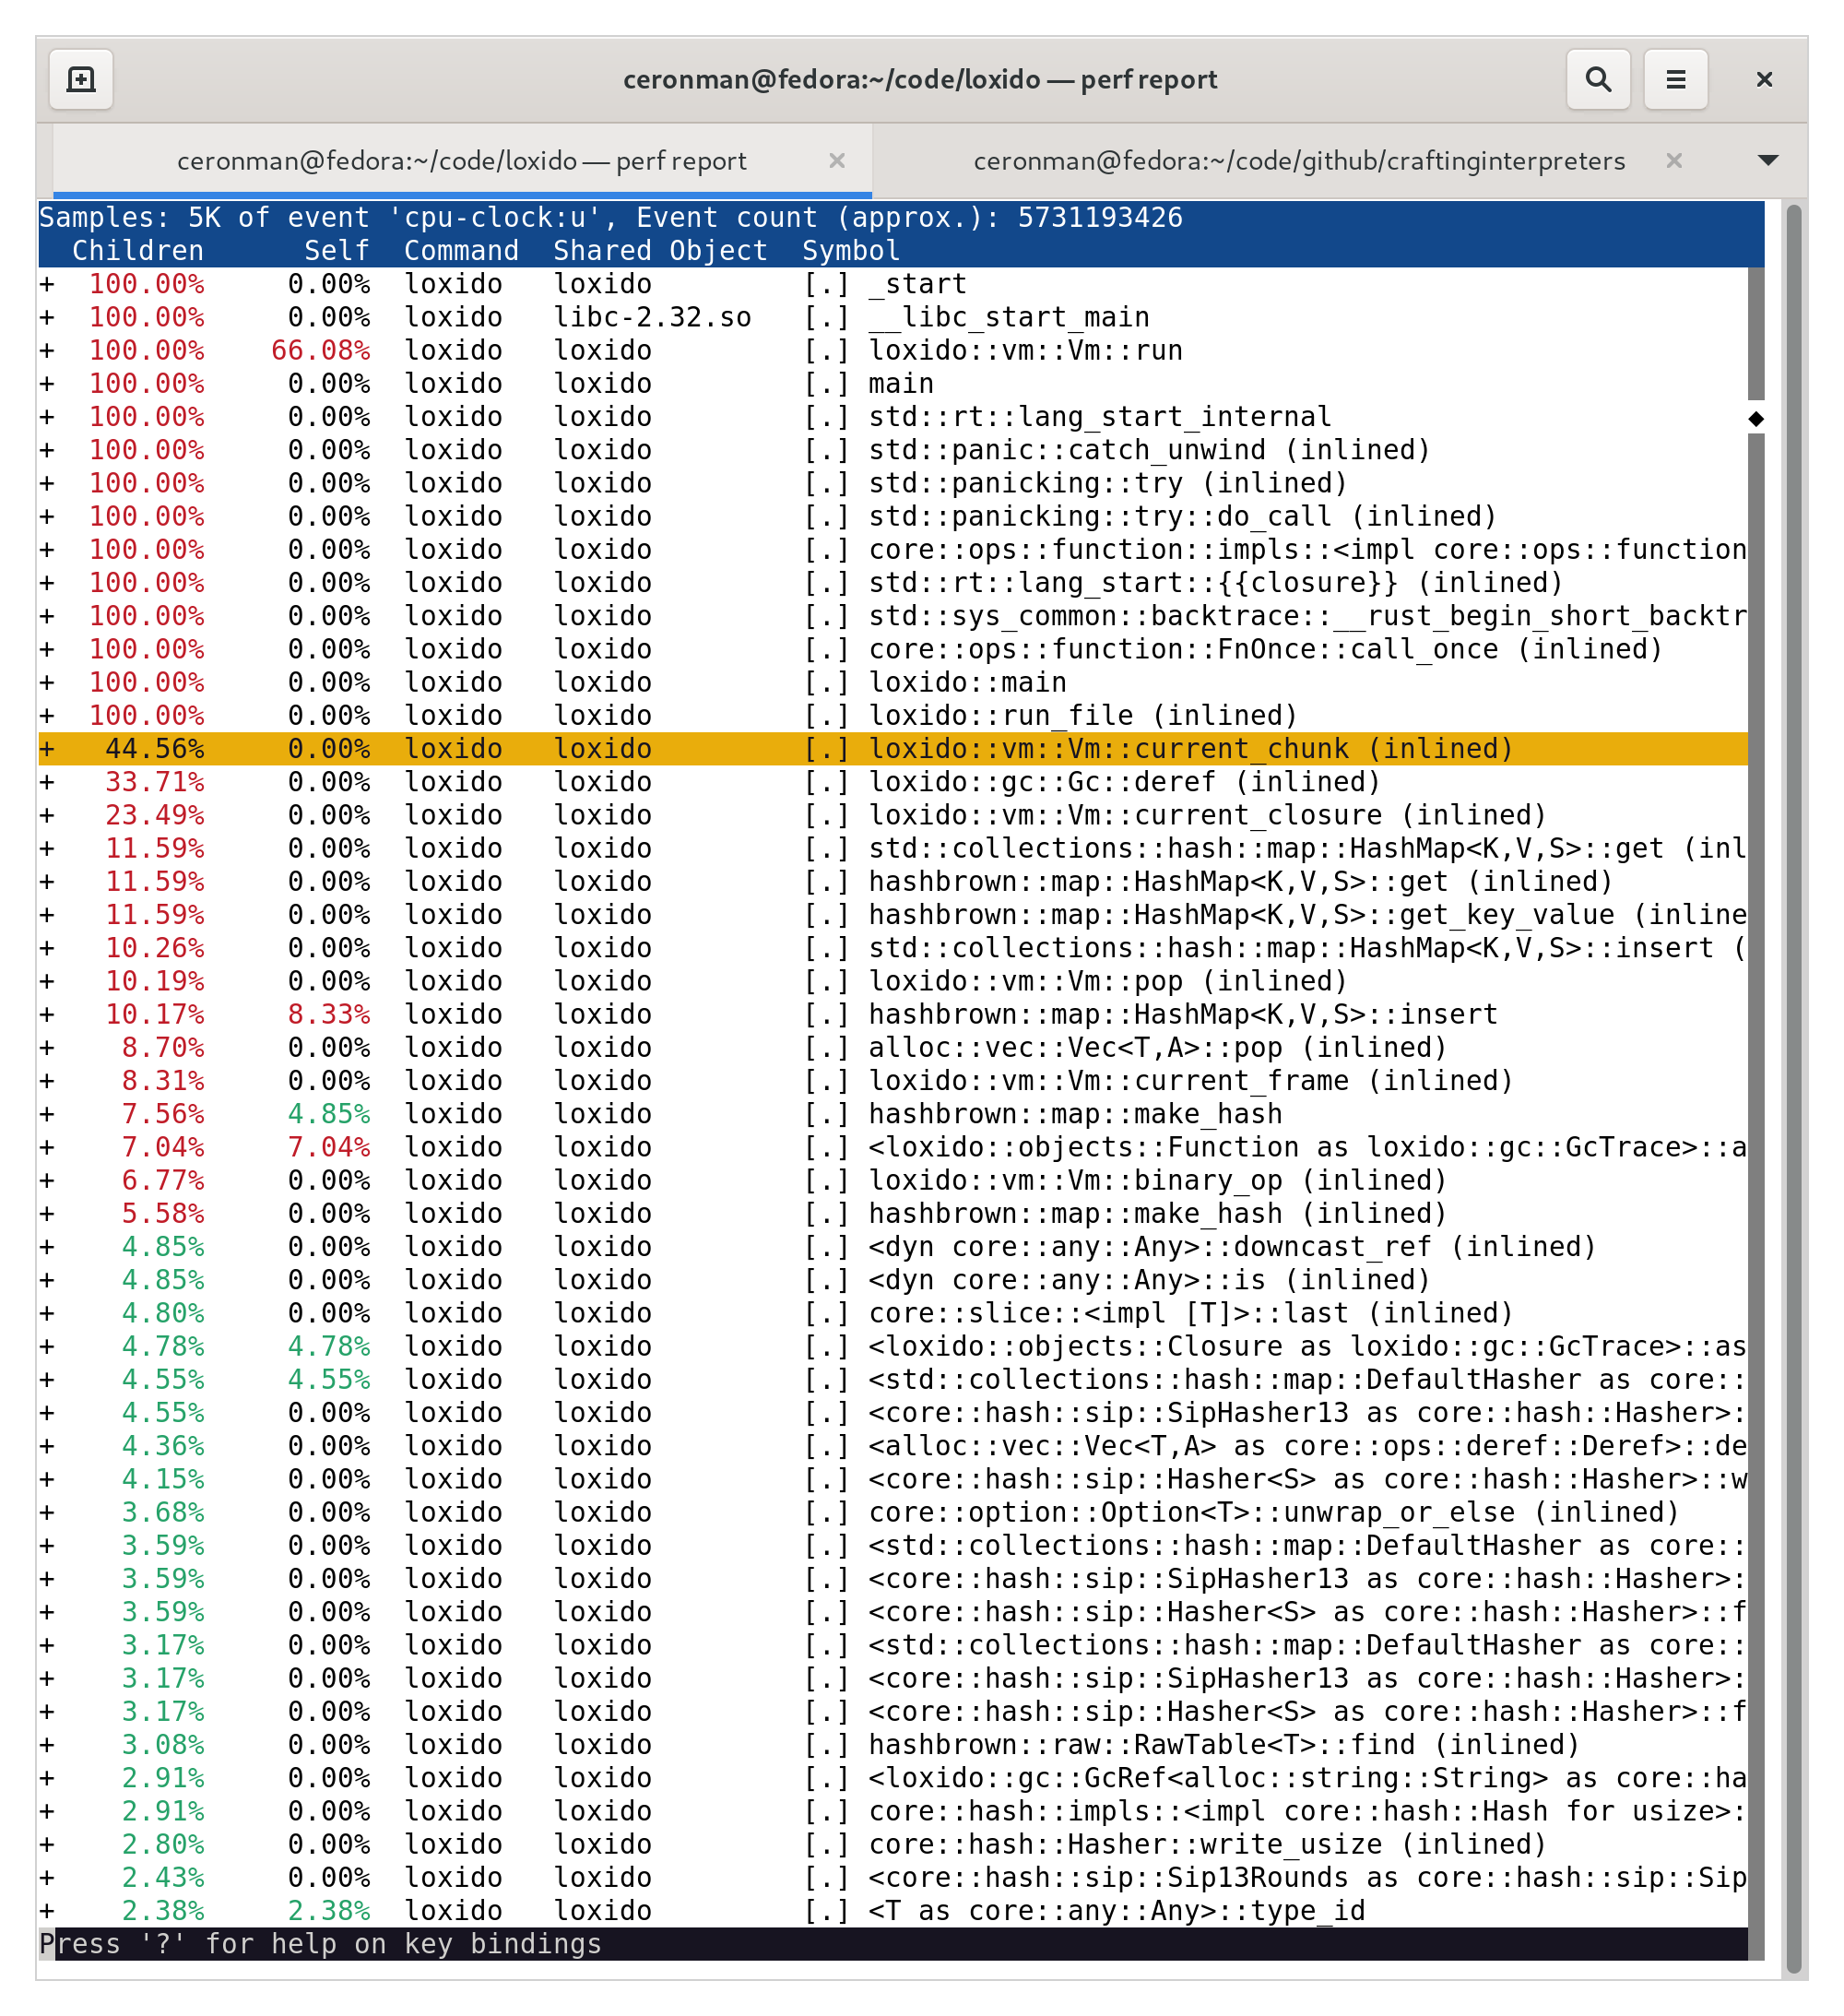 ceronman@fedora:~/code/loxido — perf report
ceronman@fedora:~/code/loxido — perf report
ceronman@fedora:~/code/github/craftinginterpreters
Samples: 5K of event 'cpu-clock:u', Event count (approx.): 5731193426
Children Self Command Shared Object Symbol
+ 100.00% 0.00% loxido loxido [.] _start
+ 100.00% 0.00% loxido libc-2.32.so [.] __libc_start_main
+ 100.00% 66.08% loxido loxido [.] loxido::vm::Vm::run
+ 100.00% 0.00% loxido loxido [.] main
+ 100.00% 0.00% loxido loxido [.] std::rt::lang_start_internal
+ 100.00% 0.00% loxido loxido [.] std::panic::catch_unwind (inlined)
+ 100.00% 0.00% loxido loxido [.] std::panicking::try (inlined)
+ 100.00% 0.00% loxido loxido [.] std::panicking::try::do_call (inlined)
+ 100.00% 0.00% loxido loxido [.] core::ops::function::impls::<impl core::ops::function
+ 100.00% 0.00% loxido loxido [.] std::rt::lang_start::{{closure}} (inlined)
+ 100.00% 0.00% loxido loxido [.] std::sys_common::backtrace::__rust_begin_short_backtr
+ 100.00% 0.00% loxido loxido [.] core::ops::function::FnOnce::call_once (inlined)
+ 100.00% 0.00% loxido loxido [.] loxido::main
+ 100.00% 0.00% loxido loxido [.] loxido::run_file (inlined)
+ 44.56% 0.00% loxido loxido [.] loxido::vm::Vm::current_chunk (inlined)
+ 33.71% 0.00% loxido loxido [.] loxido::gc::Gc::deref (inlined)
+ 23.49% 0.00% loxido loxido [.] loxido::vm::Vm::current_closure (inlined)
+ 11.59% 0.00% loxido loxido [.] std::collections::hash::map::HashMap<K,V,S>::get (inl
+ 11.59% 0.00% loxido loxido [.] hashbrown::map::HashMap<K,V,S>::get (inlined)
+ 11.59% 0.00% loxido loxido [.] hashbrown::map::HashMap<K,V,S>::get_key_value (inline
+ 10.26% 0.00% loxido loxido [.] std::collections::hash::map::HashMap<K,V,S>::insert (
+ 10.19% 0.00% loxido loxido [.] loxido::vm::Vm::pop (inlined)
+ 10.17% 8.33% loxido loxido [.] hashbrown::map::HashMap<K,V,S>::insert
+ 8.70% 0.00% loxido loxido [.] alloc::vec::Vec<T,A>::pop (inlined)
+ 8.31% 0.00% loxido loxido [.] loxido::vm::Vm::current_frame (inlined)
+ 7.56% 4.85% loxido loxido [.] hashbrown::map::make_hash
+ 7.04% 7.04% loxido loxido [.] <loxido::objects::Function as loxido::gc::GcTrace>::a
+ 6.77% 0.00% loxido loxido [.] loxido::vm::Vm::binary_op (inlined)
+ 5.58% 0.00% loxido loxido [.] hashbrown::map::make_hash (inlined)
+ 4.85% 0.00% loxido loxido [.] <dyn core::any::Any>::downcast_ref (inlined)
+ 4.85% 0.00% loxido loxido [.] <dyn core::any::Any>::is (inlined)
+ 4.80% 0.00% loxido loxido [.] core::slice::<impl [T]>::last (inlined)
+ 4.78% 4.78% loxido loxido [.] <loxido::objects::Closure as loxido::gc::GcTrace>::as
+ 4.55% 4.55% loxido loxido [.] <std::collections::hash::map::DefaultHasher as core::
+ 4.55% 0.00% loxido loxido [.] <core::hash::sip::SipHasher13 as core::hash::Hasher>:
+ 4.36% 0.00% loxido loxido [.] <alloc::vec::Vec<T,A> as core::ops::deref::Deref>::de
+ 4.15% 0.00% loxido loxido [.] <core::hash::sip::Hasher<S> as core::hash::Hasher>::w
+ 3.68% 0.00% loxido loxido [.] core::option::Option<T>::unwrap_or_else (inlined)
+ 3.59% 0.00% loxido loxido [.] <std::collections::hash::map::DefaultHasher as core::
+ 3.59% 0.00% loxido loxido [.] <core::hash::sip::SipHasher13 as core::hash::Hasher>:
+ 3.59% 0.00% loxido loxido [.] <core::hash::sip::Hasher<S> as core::hash::Hasher>::f
+ 3.17% 0.00% loxido loxido [.] <std::collections::hash::map::DefaultHasher as core::
+ 3.17% 0.00% loxido loxido [.] <core::hash::sip::SipHasher13 as core::hash::Hasher>:
+ 3.17% 0.00% loxido loxido [.] <core::hash::sip::Hasher<S> as core::hash::Hasher>::f
+ 3.08% 0.00% loxido loxido [.] hashbrown::raw::RawTable<T>::find (inlined)
+ 2.91% 0.00% loxido loxido [.] <loxido::gc::GcRef<alloc::string::String> as core::ha
+ 2.91% 0.00% loxido loxido [.] core::hash::impls::<impl core::hash::Hash for usize>:
+ 2.80% 0.00% loxido loxido [.] core::hash::Hasher::write_usize (inlined)
+ 2.43% 0.00% loxido loxido [.] <core::hash::sip::Sip13Rounds as core::hash::sip::Sip
+ 2.38% 2.38% loxido loxido [.] <T as core::any::Any>::type_id
Press '?' for help on key bindings